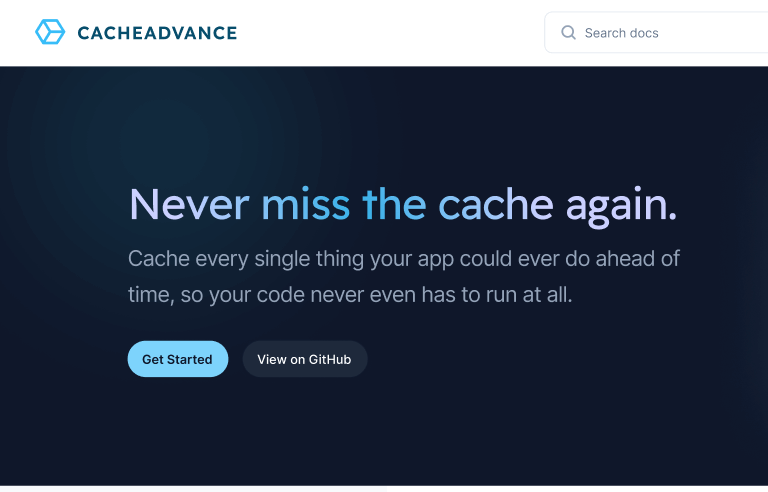 CACHEADVANCE
Search docs
Never miss the cache again.
Cache every single thing your app could ever do ahead of
time, so your code never even has to run at all.
Get Started
View on GitHub